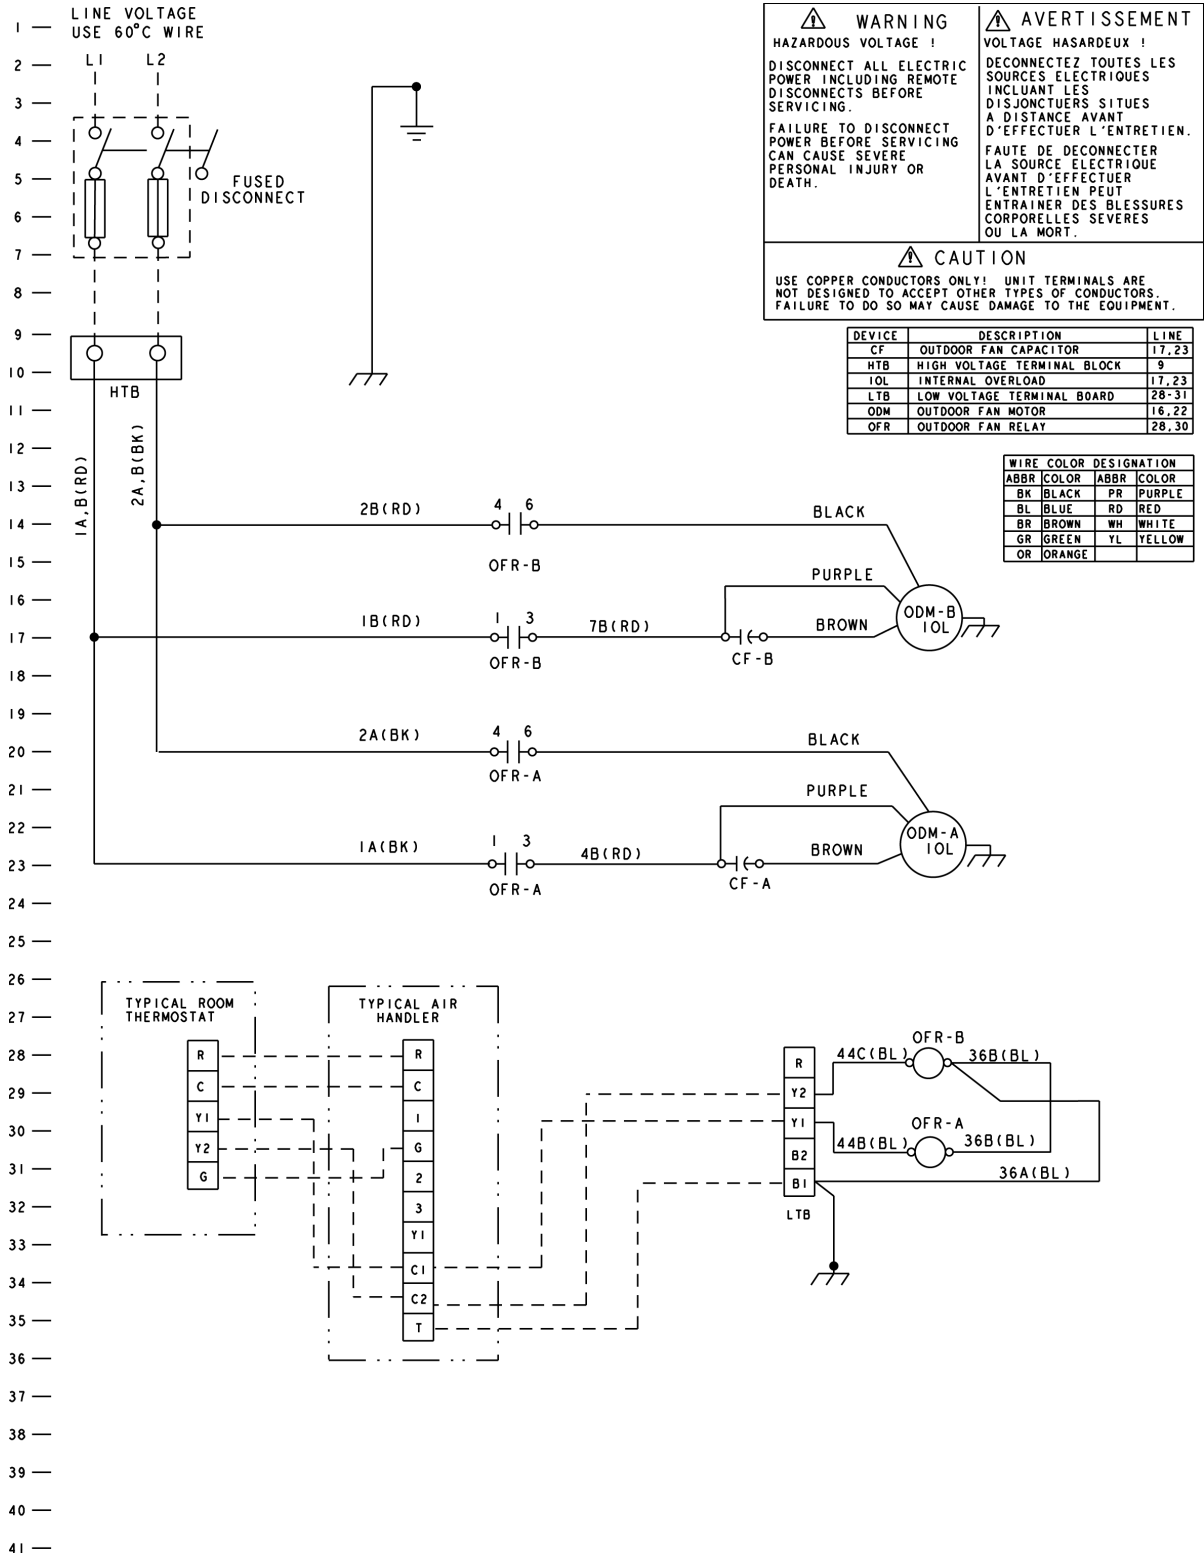 LINE VOLTAGE
USE 60°C WIRE
L1 L2
FUSED
DISCONNECT
HTB
1A,B(RD)
2A,B(BK)
1
2
3
4
5
6
7
8
9
10
11
12
13
14
15
16
17
18
19
20
21
22
23
24
25
26
27
28
29
30
31
32
33
34
35
36
37
38
39
40
41
WARNING
HAZARDOUS VOLTAGE !
DISCONNECT ALL ELECTRIC
POWER INCLUDING REMOTE
DISCONNECTS BEFORE
SERVICING.
FAILURE TO DISCONNECT
POWER BEFORE SERVICING
CAN CAUSE SEVERE
PERSONAL INJURY OR
DEATH.
AVERTISSEMENT
VOLTAGE HASARDEUX !
DECONNECTEZ TOUTES LES
SOURCES ELECTRIQUES
INCLUANT LES
DISJONCTUERS SITUES
A DISTANCE AVANT
D'EFFECTUER L'ENTRETIEN.
FAUTE DE DECONNECTER
LA SOURCE ELECTRIQUE
AVANT D'EFFECTUER
L'ENTRETIEN PEUT
ENTRAINER DES BLESSURES
CORPORELLES SEVERES
OU LA MORT.
CAUTION
USE COPPER CONDUCTORS ONLY! UNIT TERMINALS ARE
NOT DESIGNED TO ACCEPT OTHER TYPES OF CONDUCTORS.
FAILURE TO DO SO MAY CAUSE DAMAGE TO THE EQUIPMENT.
DEVICE DESCRIPTION LINE
CF OUTDOOR FAN CAPACITOR 17,23
HTB HIGH VOLTAGE TERMINAL BLOCK 9
IOL INTERNAL OVERLOAD 17,23
LTB LOW VOLTAGE TERMINAL BOARD 28-31
ODM OUTDOOR FAN MOTOR 16,22
OFR OUTDOOR FAN RELAY 28,30
WIRE COLOR DESIGNATION
ABBR COLOR ABBR COLOR
BK BLACK PR PURPLE
BL BLUE RD RED
BR BROWN WH WHITE
GR GREEN YL YELLOW
OR ORANGE
2B(RD) 4 6 BLACK
OFR-B
PURPLE
ODM-B
IOL
1B(RD) 1 3 7B(RD) BROWN
OFR-B CF-B
2A(BK) 4 6 BLACK
OFR-A
PURPLE
ODM-A
IOL
1A(BK) 1 3 4B(RD) BROWN
OFR-A CF-A
TYPICAL ROOM
THERMOSTAT
R
C
Y1
Y2
G
TYPICAL AIR
HANDLER
R
C
1
G
2
3
Y1
C1
C2
T
R
Y2
Y1
B2
B1
LTB
OFR-B
44C(BL) 36B(BL)
OFR-A
44B(BL) 36B(BL)
36A(BL)